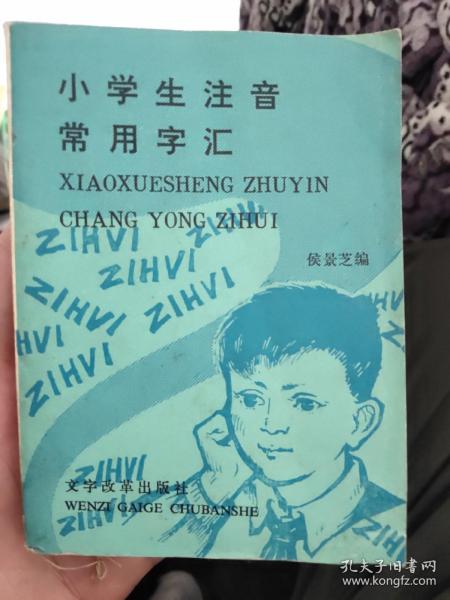 小学生注音
常用字汇
XIAOXUESHENG ZHUYIN
CHANG YONG ZIHUI
侯景芝编
ZIHVI
ZIHVI
ZIHVI
ZIHVI
ZIHVI
HVI
ZIHVI
ZIHVI
ZIHVI
文字改革出版社
WENZI GAIGE CHUBANSHE
孔夫子旧书网
www.kongfz.com